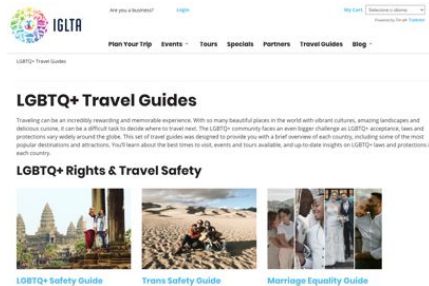 IGLTA
Are you a business? Login
My Cart Selecciona o idioma
Powered by Google Translate
Plan Your Trip Events Tours Specials Partners Travel Guides Blog
LGBTQ+ Travel Guides
LGBTQ+ Travel Guides
Traveling can be an incredibly rewarding and memorable experience. With so many beautiful places in the world with vibrant cultures, amazing landscapes and
delicious cuisine, it can be a difficult task to decide where to travel next. The LGBTQ+ community faces an even bigger challenge as LGBTQ+ acceptance, laws and
protections vary widely around the globe. This set of travel guides was designed to provide you with a brief overview of each country, including some of the most
popular destinations and attractions. You'll learn about the best times to visit, events and tours available, and up-to-date insights on LGBTQ+ laws and protections i
each country.
LGBTQ+ Rights & Travel Safety
LGBTQ+ Safety Guide Trans Safety Guide Marriage Equality Guide